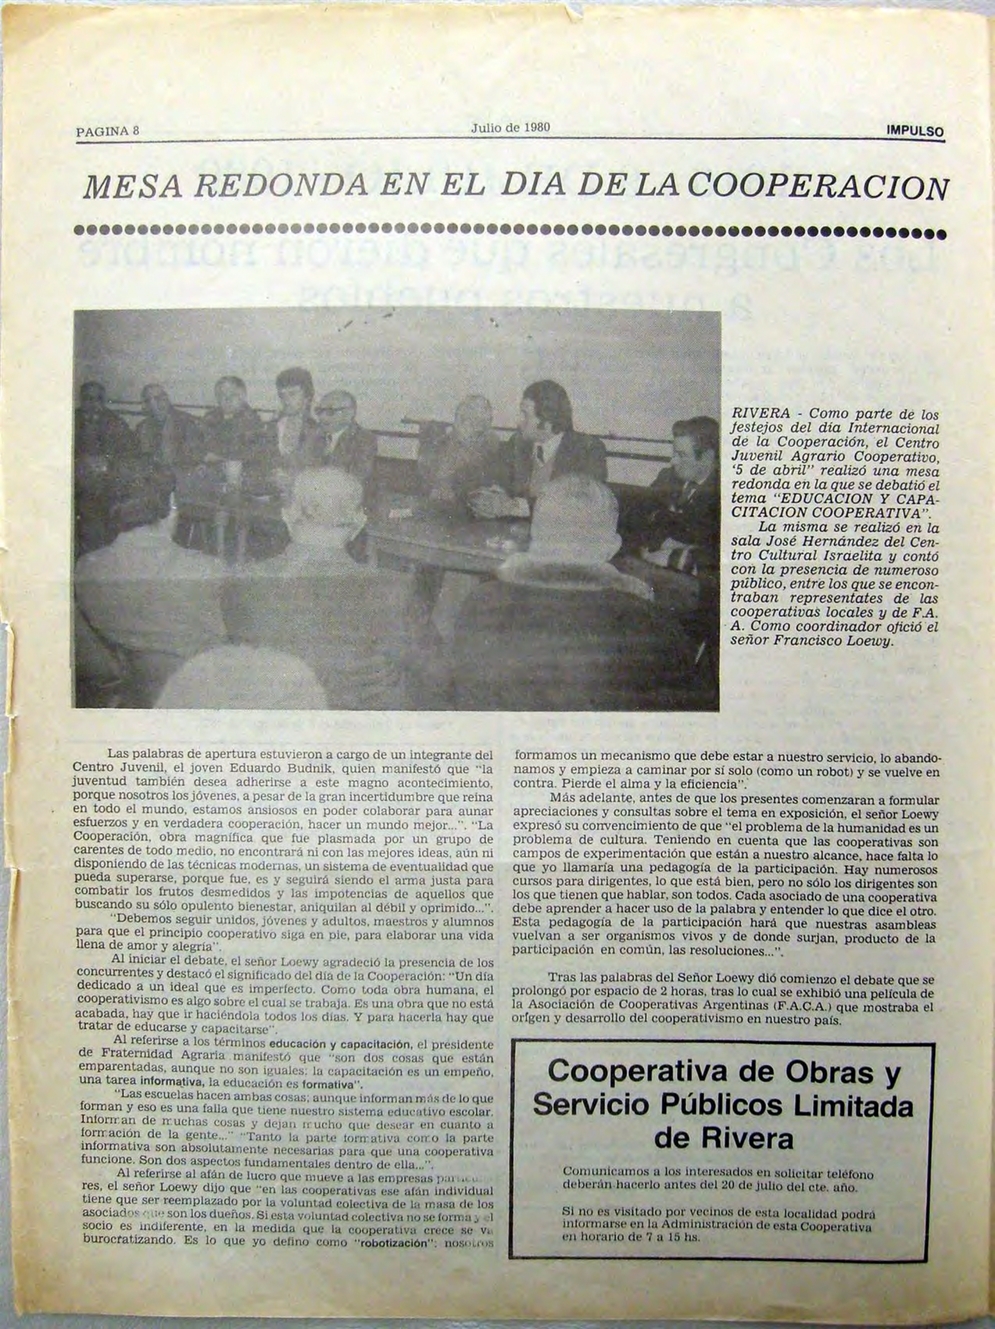 PAGINA 8
Julio de 1980
IMPULSO
MESA REDONDA EN EL DIA DE LA COOPERACION
RIVERA - Como parte de los
festejos del día Internacional
de la Cooperación, el Centro
Juvenil Agrario Cooperativo,
'5 de abril" realizó una mesa
redonda en la que se debatió el
tema "EDUCACION Y CAPA-
CITACION COOPERATIVA".
La misma se realizó en la
sala José Hernández del Cen-
tro Cultural Israelita y contó
con la presencia de numeroso
público, entre los que se encon-
traban representates de las
cooperativas locales y de F.A.
A. Como coordinador ofició el
señor Francisco Loewy.
Las palabras de apertura estuvieron a cargo de un integrante del
Centro Juvenil, el joven Eduardo Budnik, quien manifestó que "la
juventud también desea adherirse a este magno acontecimiento,
porque nosotros los jóvenes, a pesar de la gran incertidumbre que reina
en todo el mundo, estamos ansiosos en poder colaborar para aunar
esfuerzos y en verdadera cooperación, hacer un mundo mejor...". "La
Cooperación, obra magnífica que fue plasmada por un grupo de
carentes de todo medio, no encontrará ni con las mejores ideas, aún ni
disponiendo de las técnicas modernas, un sistema de eventualidad que
pueda superarse, porque fue, es y seguirá siendo el arma justa para
combatir los frutos desmedidos y las impotencias de aquellos que
buscando su sólo opulento bienestar, aniquilan al débil y oprimido...".
"Debemos seguir unidos, jóvenes y adultos, maestros y alumnos
para que el principio cooperativo siga en pie, para elaborar una vida
llena de amor y alegría".
Al iniciar el debate, el señor Loewy agradeció la presencia de los
concurrentes y destacó el significado del día de la Cooperación: "Un día
dedicado a un ideal que es imperfecto. Como toda obra humana, el
cooperativismo es algo sobre el cual se trabaja. Es una obra que no está
acabada, hay que ir haciéndola todos los días. Y para hacerla hay que
tratar de educarse y capacitarse".
Al referirse a los términos educación y capacitación, el presidente
de Fraternidad Agraria manifestó que "son dos cosas que están
emparentadas, aunque no son iguales: la capacitación es un empeño,
una tarea informativa, la educación es formativa".
"Las escuelas hacen ambas cosas; aunque informan más de lo que
forman y eso es una falla que tiene nuestro sistema educativo escolar.
Informan de muchas cosas y dejan mucho que desear en cuanto a
formación de la gente..." "Tanto la parte formativa como la parte
informativa son absolutamente necesarias para que una cooperativa
funcione. Son dos aspectos fundamentales dentro de ella...".
Al referirse al afán de lucro que mueve a las empresas
res, el señor Loewy dijo que "en las cooperativas ese afán individual
tiene que ser reemplazado por la voluntad colectiva de la masa de los
asociados que son los dueños. Si esta voluntad colectiva no se forma y el
socio es indiferente, en la medida que la cooperativa crece se va
burocratizando. Es lo que yo defino como "robotización": nosotros
formamos un mecanismo que debe estar a nuestro servicio, lo abando-
namos y empieza a caminar por sí solo (como un robot) y se vuelve en
contra. Pierde el alma y la eficiencia".
Más adelante, antes de que los presentes comenzaran a formular
apreciaciones y consultas sobre el tema en exposición, el señor Loewy
expresó su convencimiento de que "el problema de la humanidad es un
problema de cultura. Teniendo en cuenta que las cooperativas son
campos de experimentación que están a nuestro alcance, hace falta lo
que yo llamaría una pedagogía de la participación. Hay numerosos
cursos para dirigentes, lo que está bien, pero no sólo los dirigentes son
los que tienen que hablar, son todos. Cada asociado de una cooperativa
debe aprender a hacer uso de la palabra y entender lo que dice el otro.
Esta pedagogía de la participación hará que nuestras asambleas
vuelvan a ser organismos vivos y de donde surjan, producto de la
participación en común, las resoluciones...".
Tras las palabras del Señor Loewy dió comienzo el debate que se
prolongó por espacio de 2 horas, tras lo cual se exhibió una película de
la Asociación de Cooperativas Argentinas (F.A.C.A.) que mostraba el
origen y desarrollo del cooperativismo en nuestro país.
Cooperativa de Obras y
Servicio Públicos Limitada
de Rivera
Comunicamos a los interesados en solicitar teléfono
deberán hacerlo antes del 20 de julio del cte. año.
Si no es visitado por vecinos de esta localidad podrá
informarse en la Administración de esta Cooperativa
en horario de 7 a 15 hs.